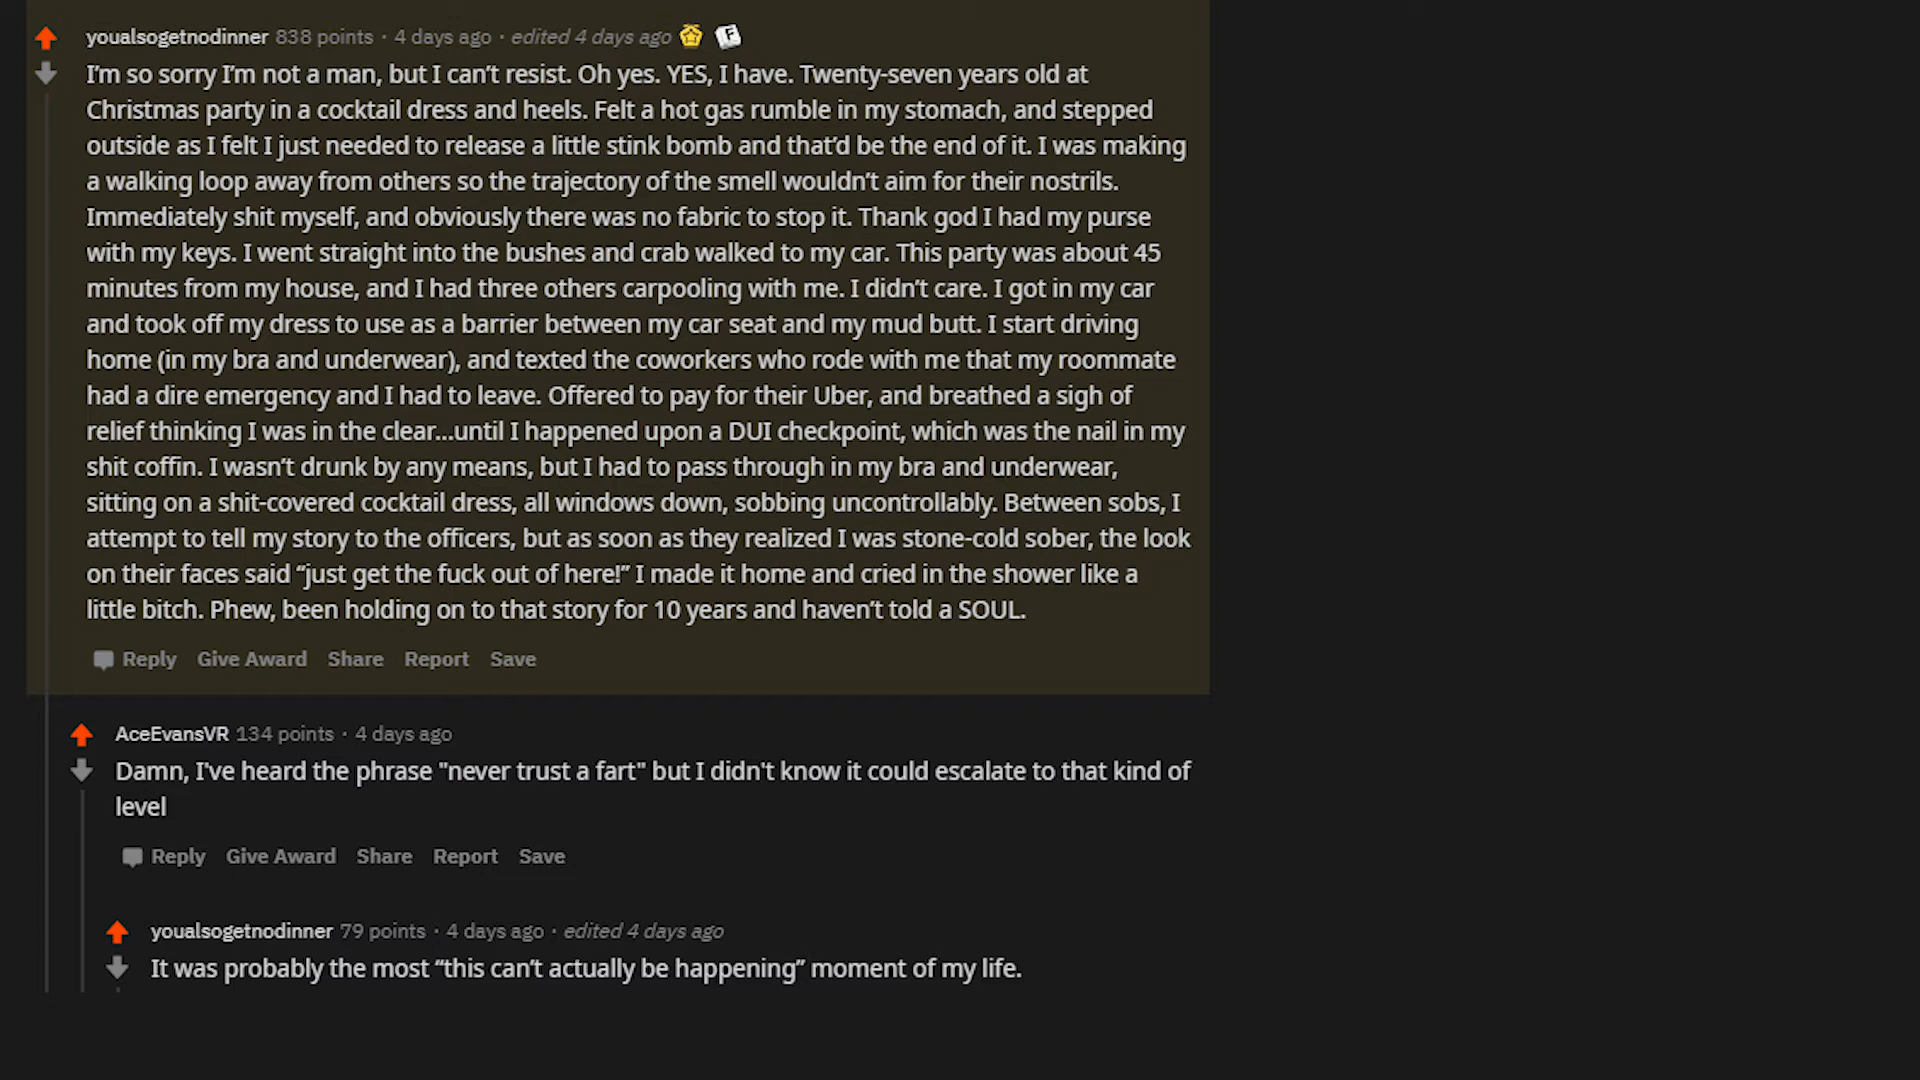 youalsogetnodinner 838 points · 4 days ago · edited 4 days ago F
I’m so sorry I’m not a man, but I can’t resist. Oh yes. YES, I have. Twenty-seven years old at
Christmas party in a cocktail dress and heels. Felt a hot gas rumble in my stomach, and stepped
outside as I felt I just needed to release a little stink bomb and that’d be the end of it. I was making
a walking loop away from others so the trajectory of the smell wouldn’t aim for their nostrils.
Immediately shit myself, and obviously there was no fabric to stop it. Thank god I had my purse
with my keys. I went straight into the bushes and crab walked to my car. This party was about 45
minutes from my house, and I had three others carpooling with me. I didn’t care. I got in my car
and took off my dress to use as a barrier between my car seat and my mud butt. I start driving
home (in my bra and underwear), and texted the coworkers who rode with me that my roommate
had a dire emergency and I had to leave. Offered to pay for their Uber, and breathed a sigh of
relief thinking I was in the clear...until I happened upon a DUI checkpoint, which was the nail in my
shit coffin. I wasn’t drunk by any means, but I had to pass through in my bra and underwear,
sitting on a shit-covered cocktail dress, all windows down, sobbing uncontrollably. Between sobs, I
attempt to tell my story to the officers, but as soon as they realized I was stone-cold sober, the look
on their faces said “just get the fuck out of here!” I made it home and cried in the shower like a
little bitch. Phew, been holding on to that story for 10 years and haven’t told a SOUL.
Reply Give Award Share Report Save
AceEvansVR 134 points · 4 days ago
Damn, I've heard the phrase "never trust a fart" but I didn't know it could escalate to that kind of
level
Reply Give Award Share Report Save
youalsogetnodinner 79 points · 4 days ago · edited 4 days ago
It was probably the most “this can’t actually be happening” moment of my life.